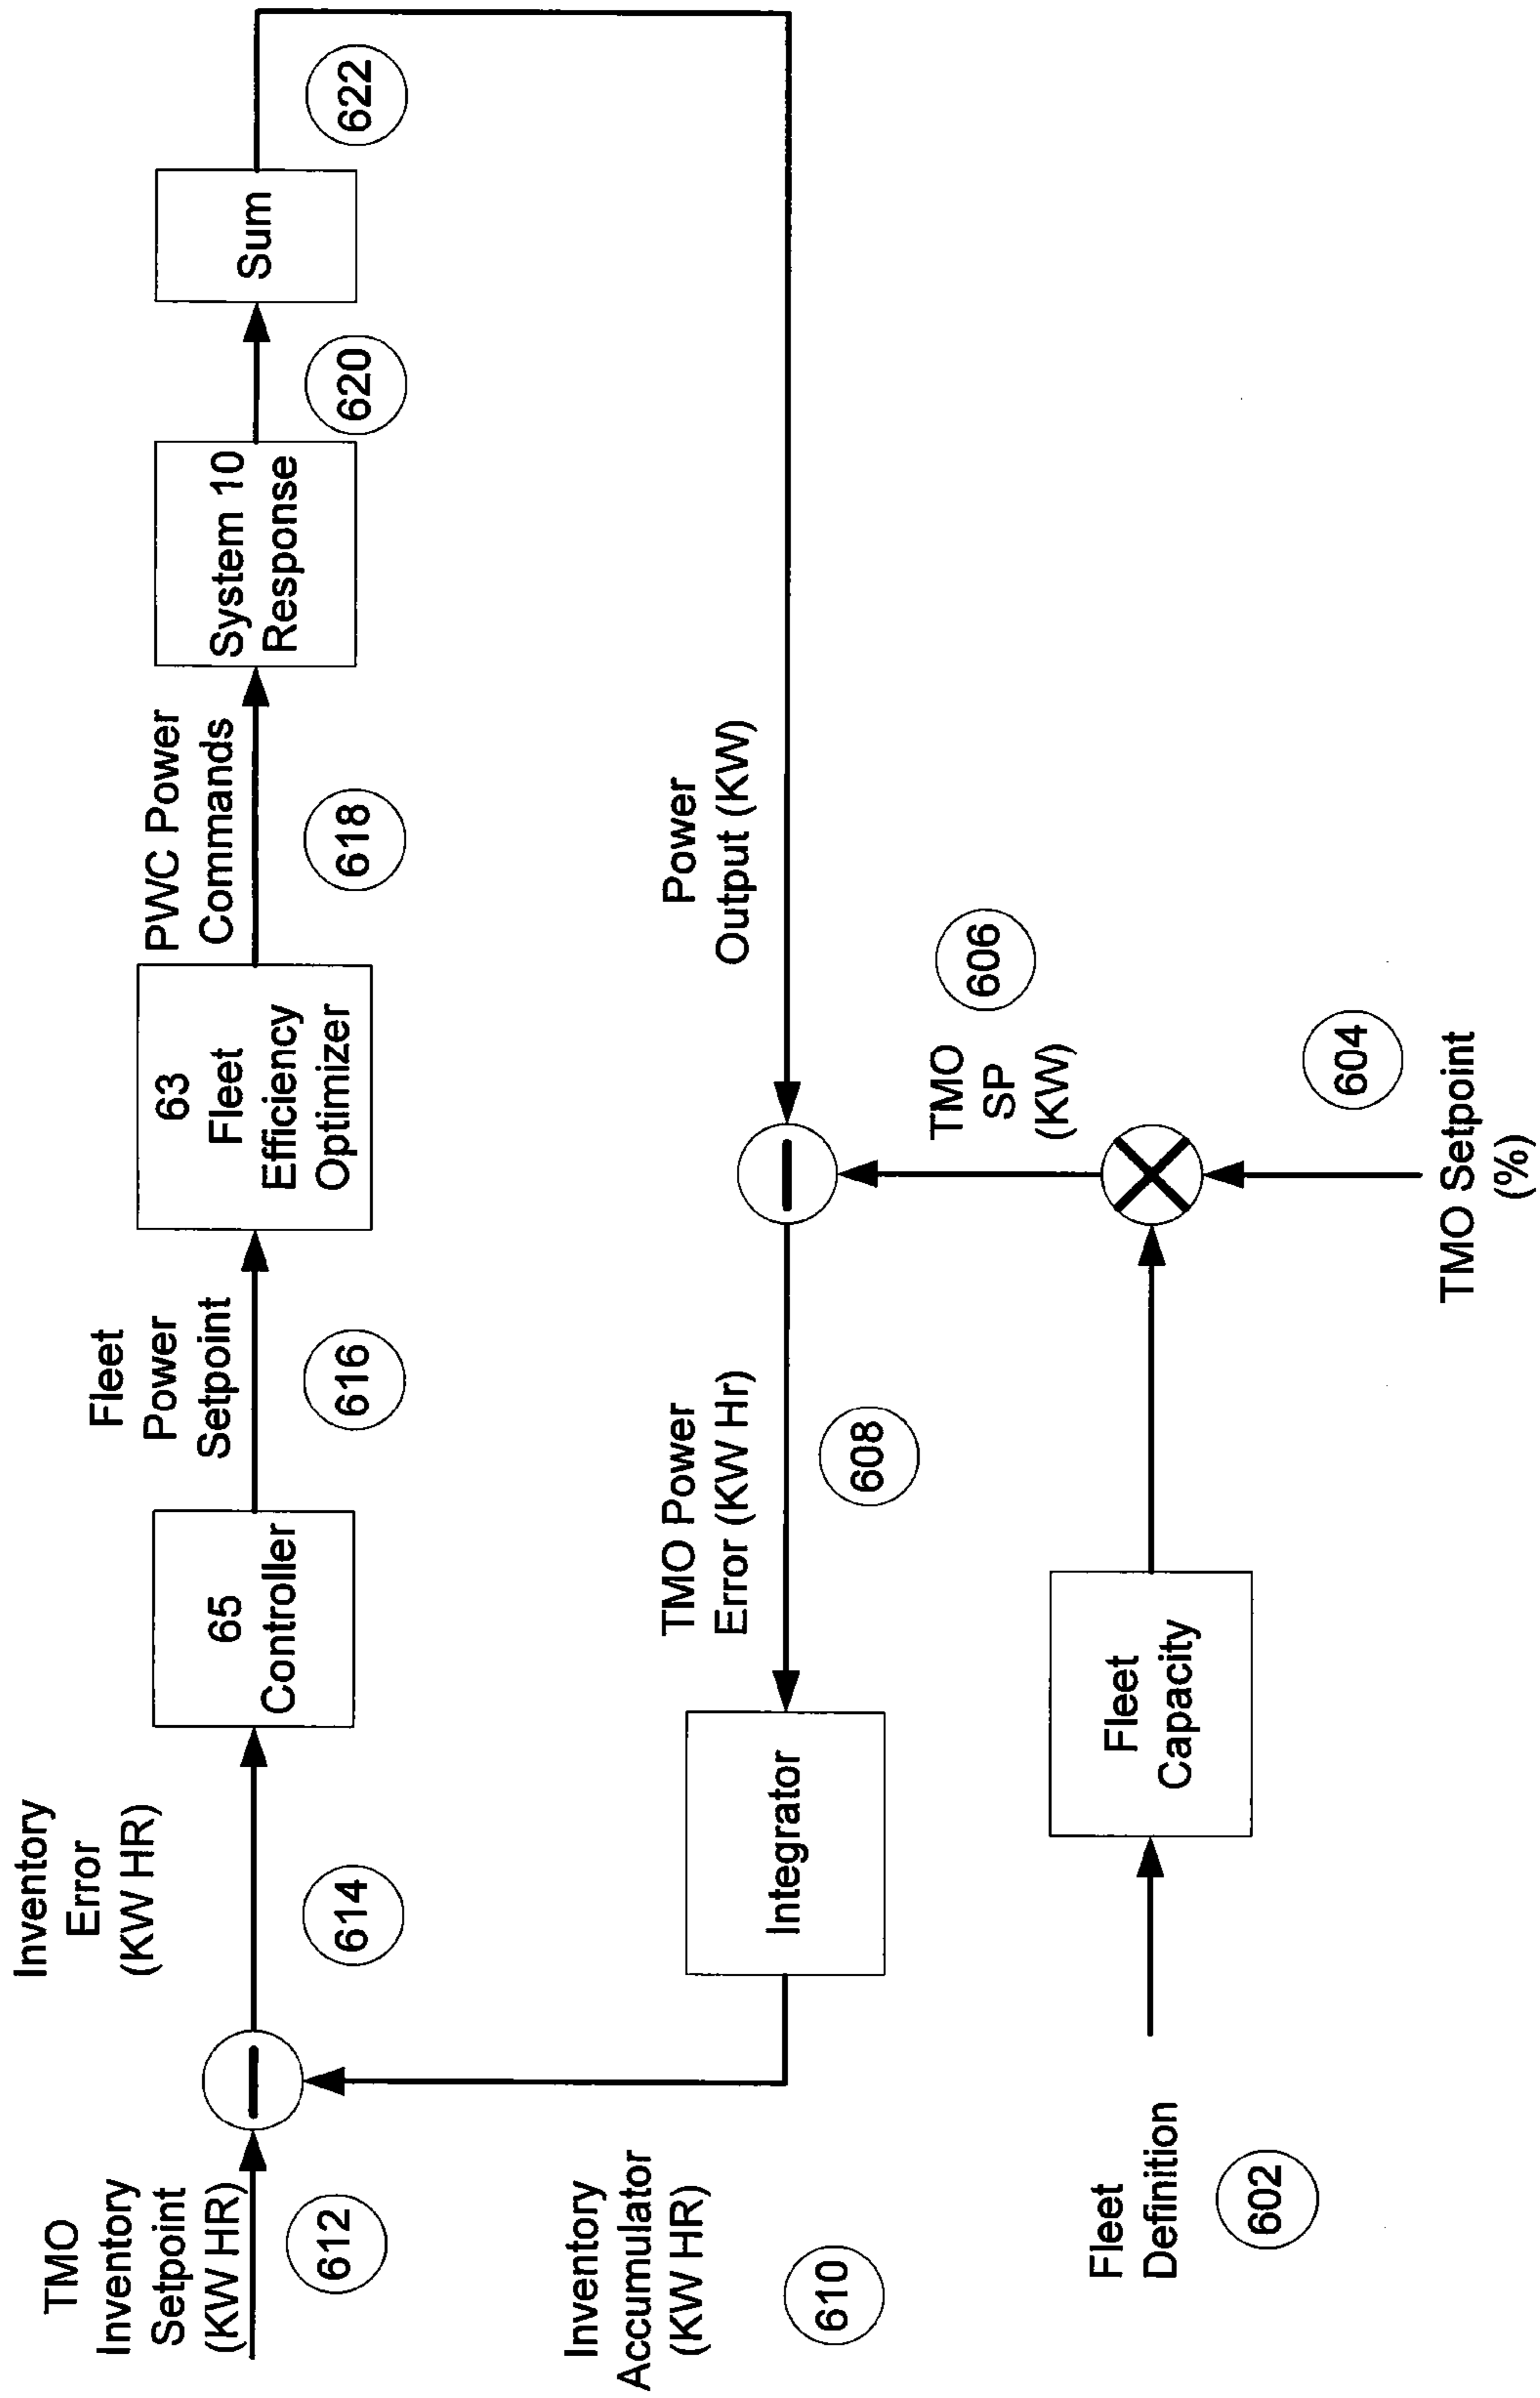 TMO
Inventory
Setpoint
(KW HR)
612
Inventory
Error
(KW HR)
614
65
Controller
Fleet
Power
Setpoint
616
63
Fleet
Efficiency
Optimizer
PWC Power
Commands
618
System 10
Response
620
Sum
622
Inventory
Accumulator
(KW HR)
610
Integrator
TMO Power
Error (KW Hr)
608
Power
Output (KW)
TMO
SP
(KW)
606
Fleet
Definition
602
Fleet
Capacity
604
TMO Setpoint
(%)